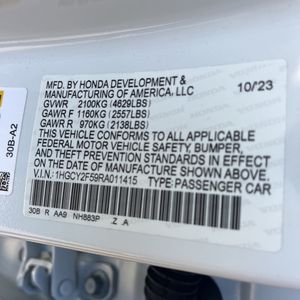 MFD. BY HONDA DEVELOPMENT & 10/23
MANUFACTURING OF AMERICA, LLC
GVWR 2100KG (4629LBS)
GAWR F 1160KG (2557LBS)
GAWR R 970KG (2138LBS)
THIS VEHICLE CONFORMS TO ALL APPLICABLE
FEDERAL MOTOR VEHICLE SAFETY, BUMPER,
AND THEFT PREVENTION STANDARDS IN EFFECT
ON THE DATE OF MANUFACTURE SHOWN ABOVE.
V.I.N.:1HGCY2F59RA011415 TYPE:PASSENGER CAR
30B R AA9 NH883P Z A
30B-A2